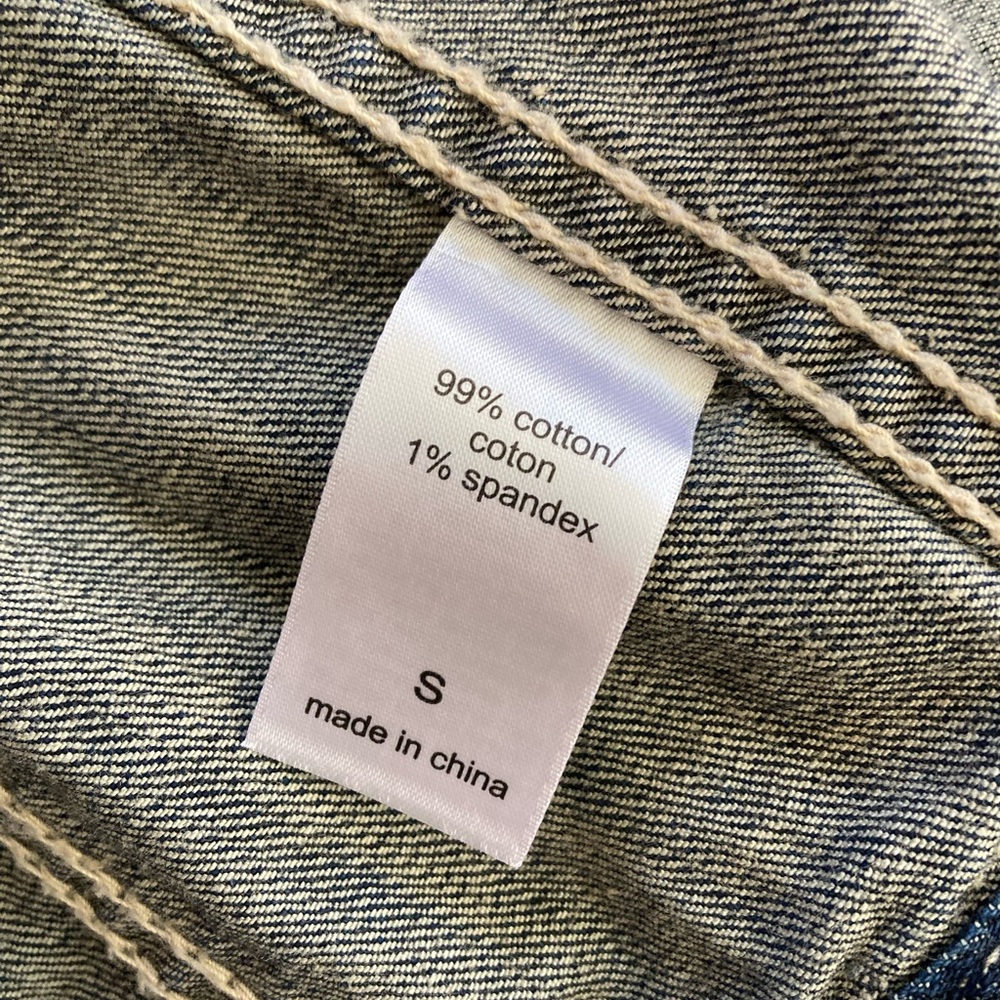 99% cotton/
coton
1% spandex
S
made in china